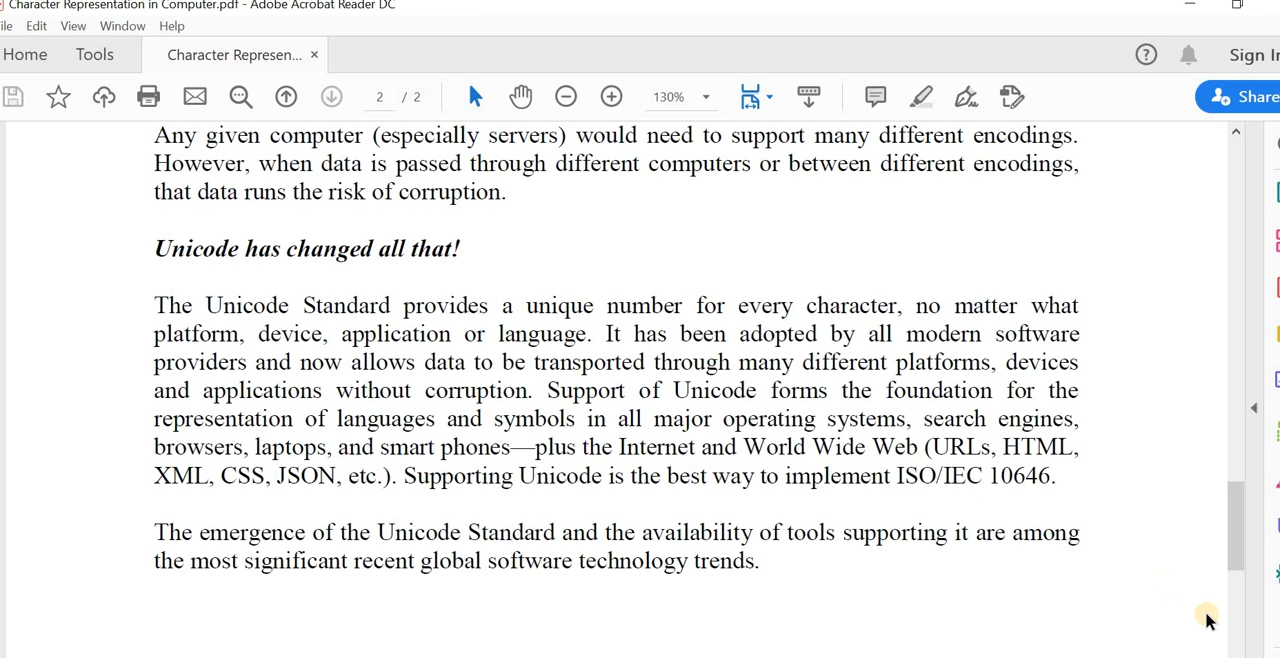 Character Representation in Computer.pdf - Adobe Acrobat Reader DC
ile Edit View Window Help
Home Tools Character Represen... × Sign In
2 / 2 130% Share
Any given computer (especially servers) would need to support many different encodings.
However, when data is passed through different computers or between different encodings,
that data runs the risk of corruption.
Unicode has changed all that!
The Unicode Standard provides a unique number for every character, no matter what
platform, device, application or language. It has been adopted by all modern software
providers and now allows data to be transported through many different platforms, devices
and applications without corruption. Support of Unicode forms the foundation for the
representation of languages and symbols in all major operating systems, search engines,
browsers, laptops, and smart phones—plus the Internet and World Wide Web (URLs, HTML,
XML, CSS, JSON, etc.). Supporting Unicode is the best way to implement ISO/IEC 10646.
The emergence of the Unicode Standard and the availability of tools supporting it are among
the most significant recent global software technology trends.